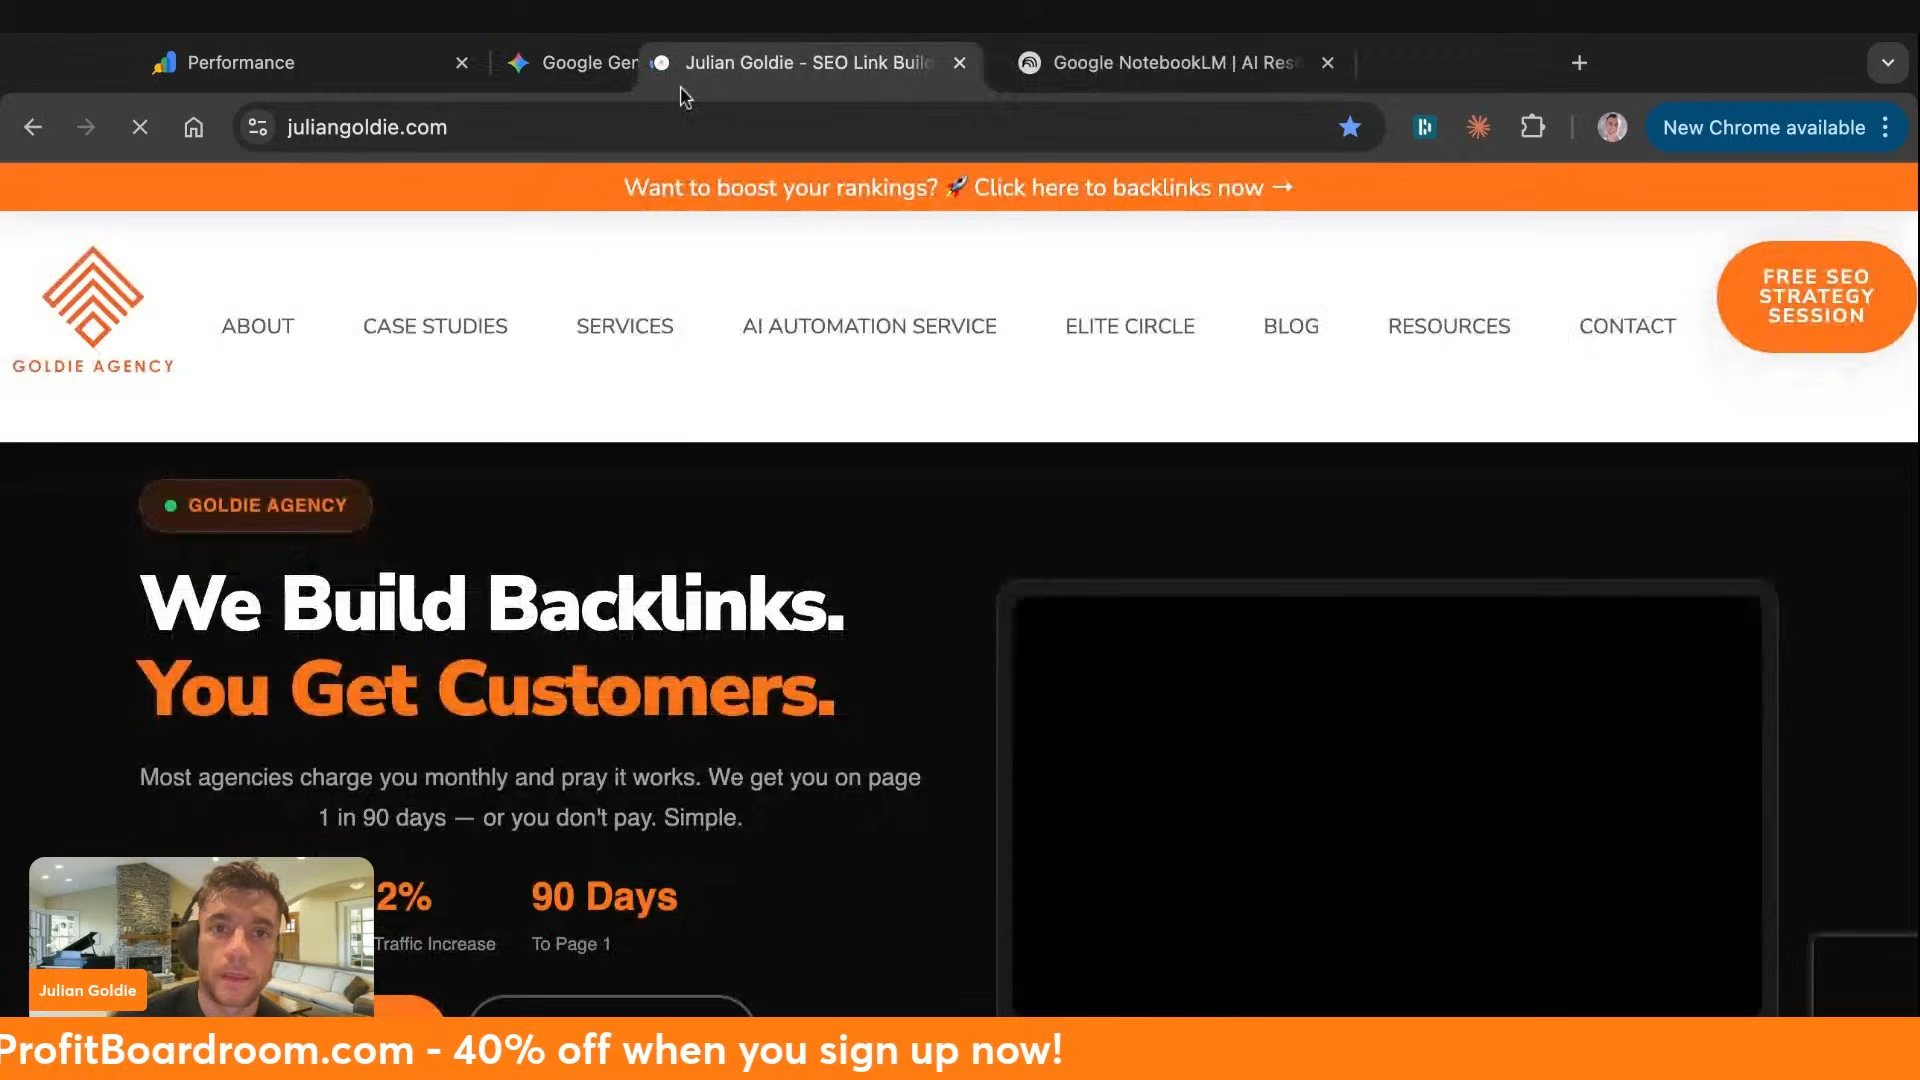 Performance
Google Gen
Julian Goldie - SEO Link Build
Google NotebookLM | AI Res
juliangoldie.com
New Chrome available
Want to boost your rankings? 🚀 Click here to backlinks now →
GOLDIE AGENCY
ABOUT
CASE STUDIES
SERVICES
AI AUTOMATION SERVICE
ELITE CIRCLE
BLOG
RESOURCES
CONTACT
FREE SEO
STRATEGY
SESSION
GOLDIE AGENCY
We Build Backlinks.
You Get Customers.
Most agencies charge you monthly and pray it works. We get you on page
1 in 90 days — or you don't pay. Simple.
2%
90 Days
Traffic Increase
To Page 1
Julian Goldie
ProfitBoardroom.com - 40% off when you sign up now!